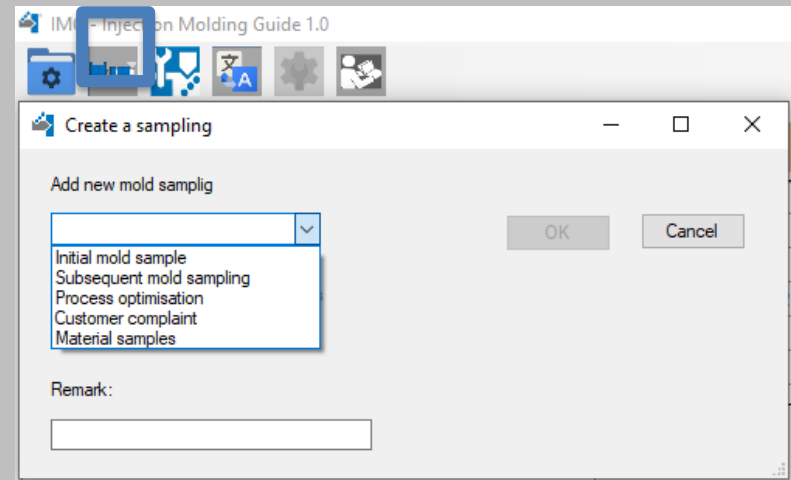 IMG - Injection Molding Guide 1.0
A
Create a sampling
Add new mold samplig
OK
Cancel
Initial mold sample
Subsequent mold sampling
Process optimisation
Customer complaint
Material samples
Remark: